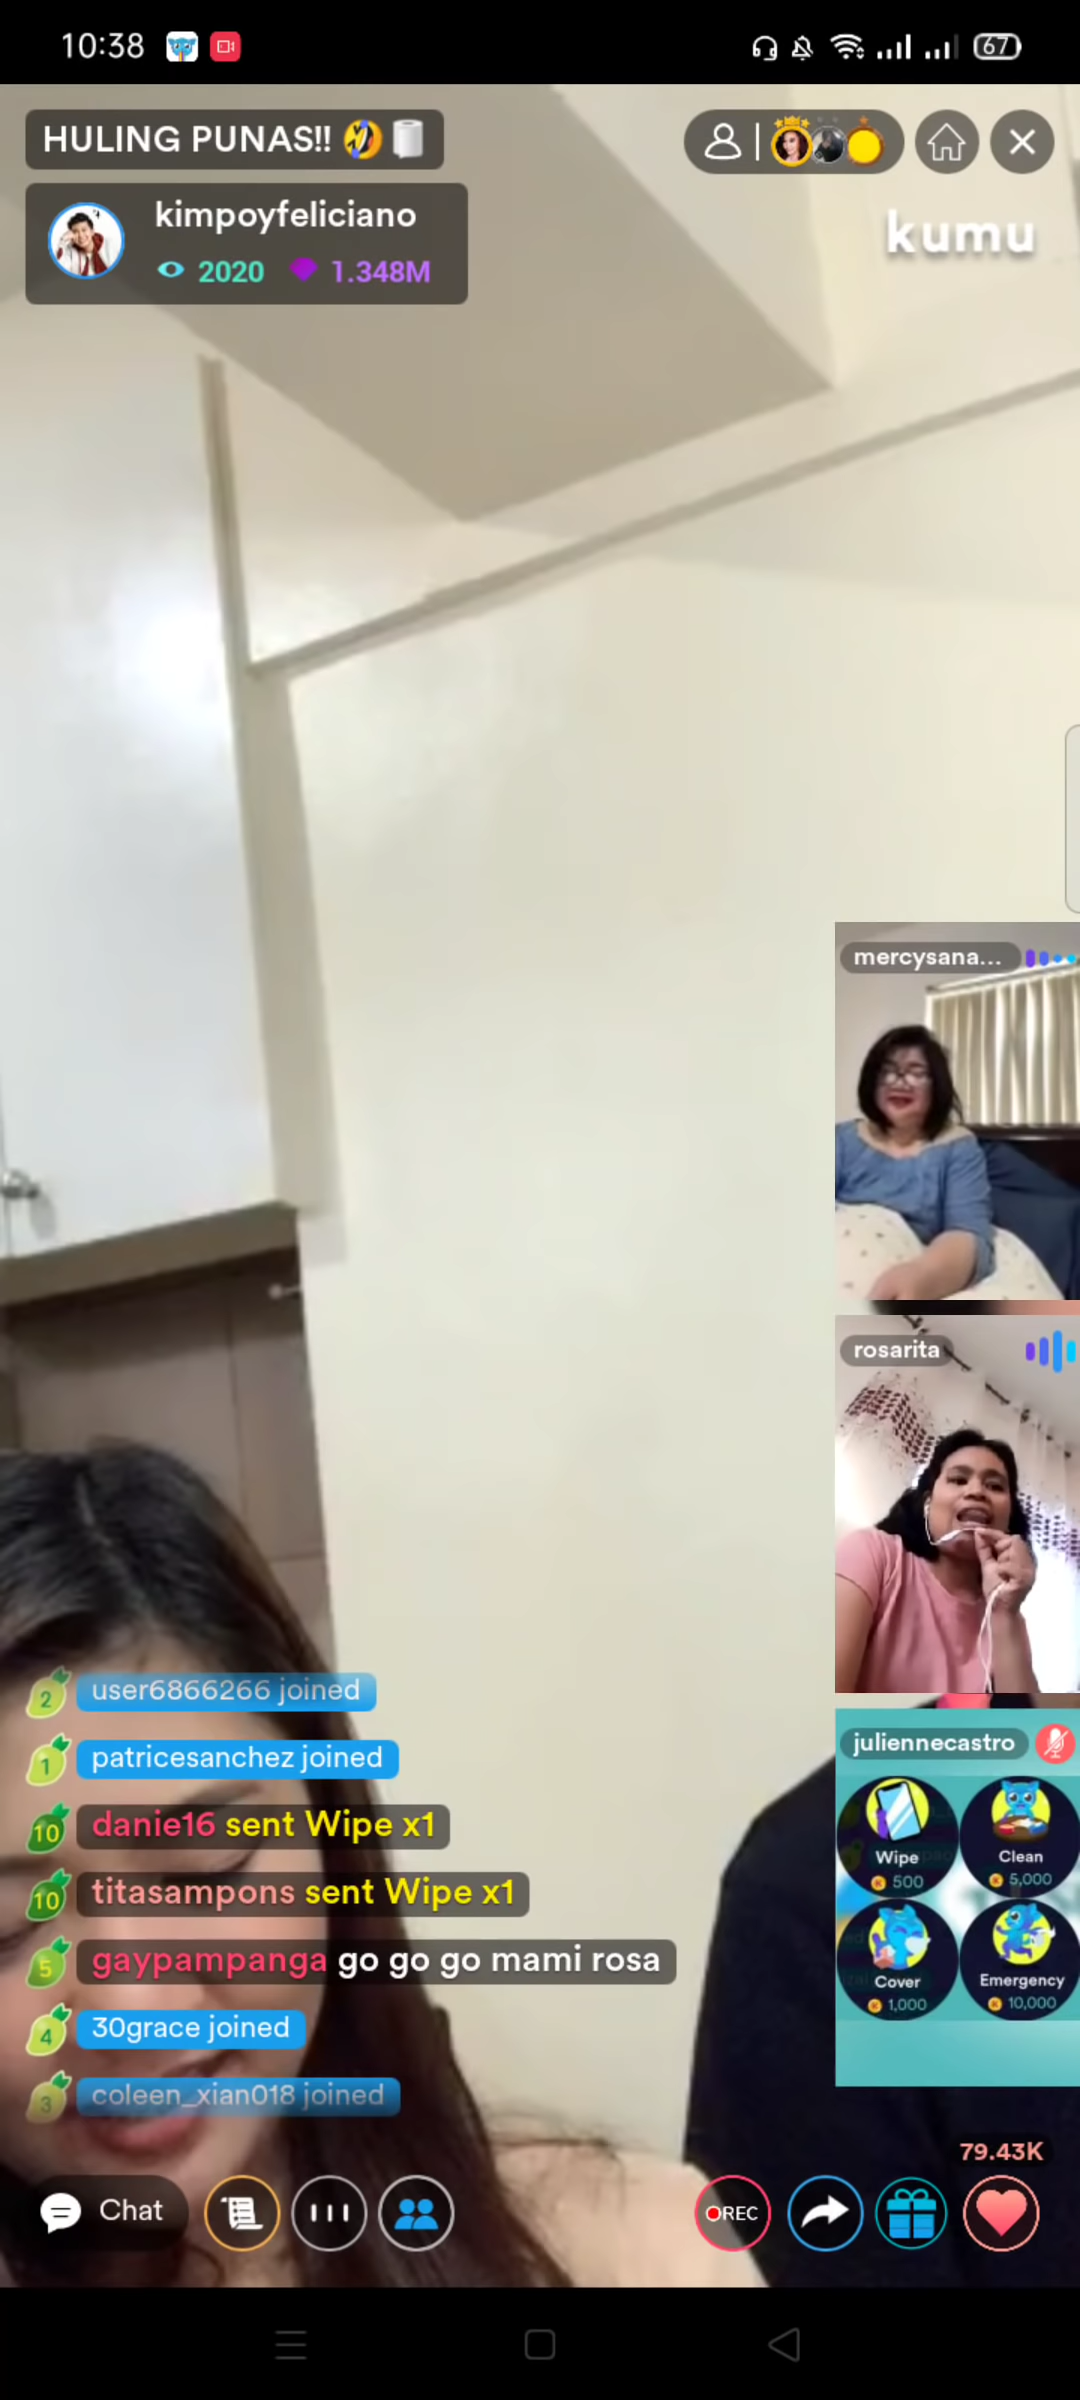 10:38
67
HULING PUNAS!! 🤣🧻
kimpoyfeliciano
2020 1.348M
kumu
mercysana...
rosarita
user6866266 joined
2
patricesanchez joined
1
juliennecastro
danie16 sent Wipe x1
10
Wipe
500
Clean
5,000
titasampons sent Wipe x1
10
gaypampanga go go go mami rosa
5
Cover
1,000
Emergency
10,000
30grace joined
4
coleen_xian018 joined
3
79.43K
Chat
REC